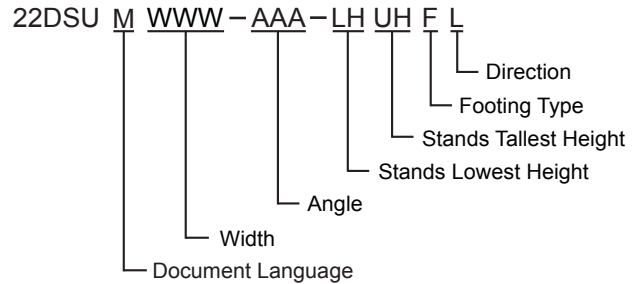 22DSU M WWW – AAA – LH UH F L
Direction
Footing Type
Stands Tallest Height
Stands Lowest Height
Angle
Width
Document Language